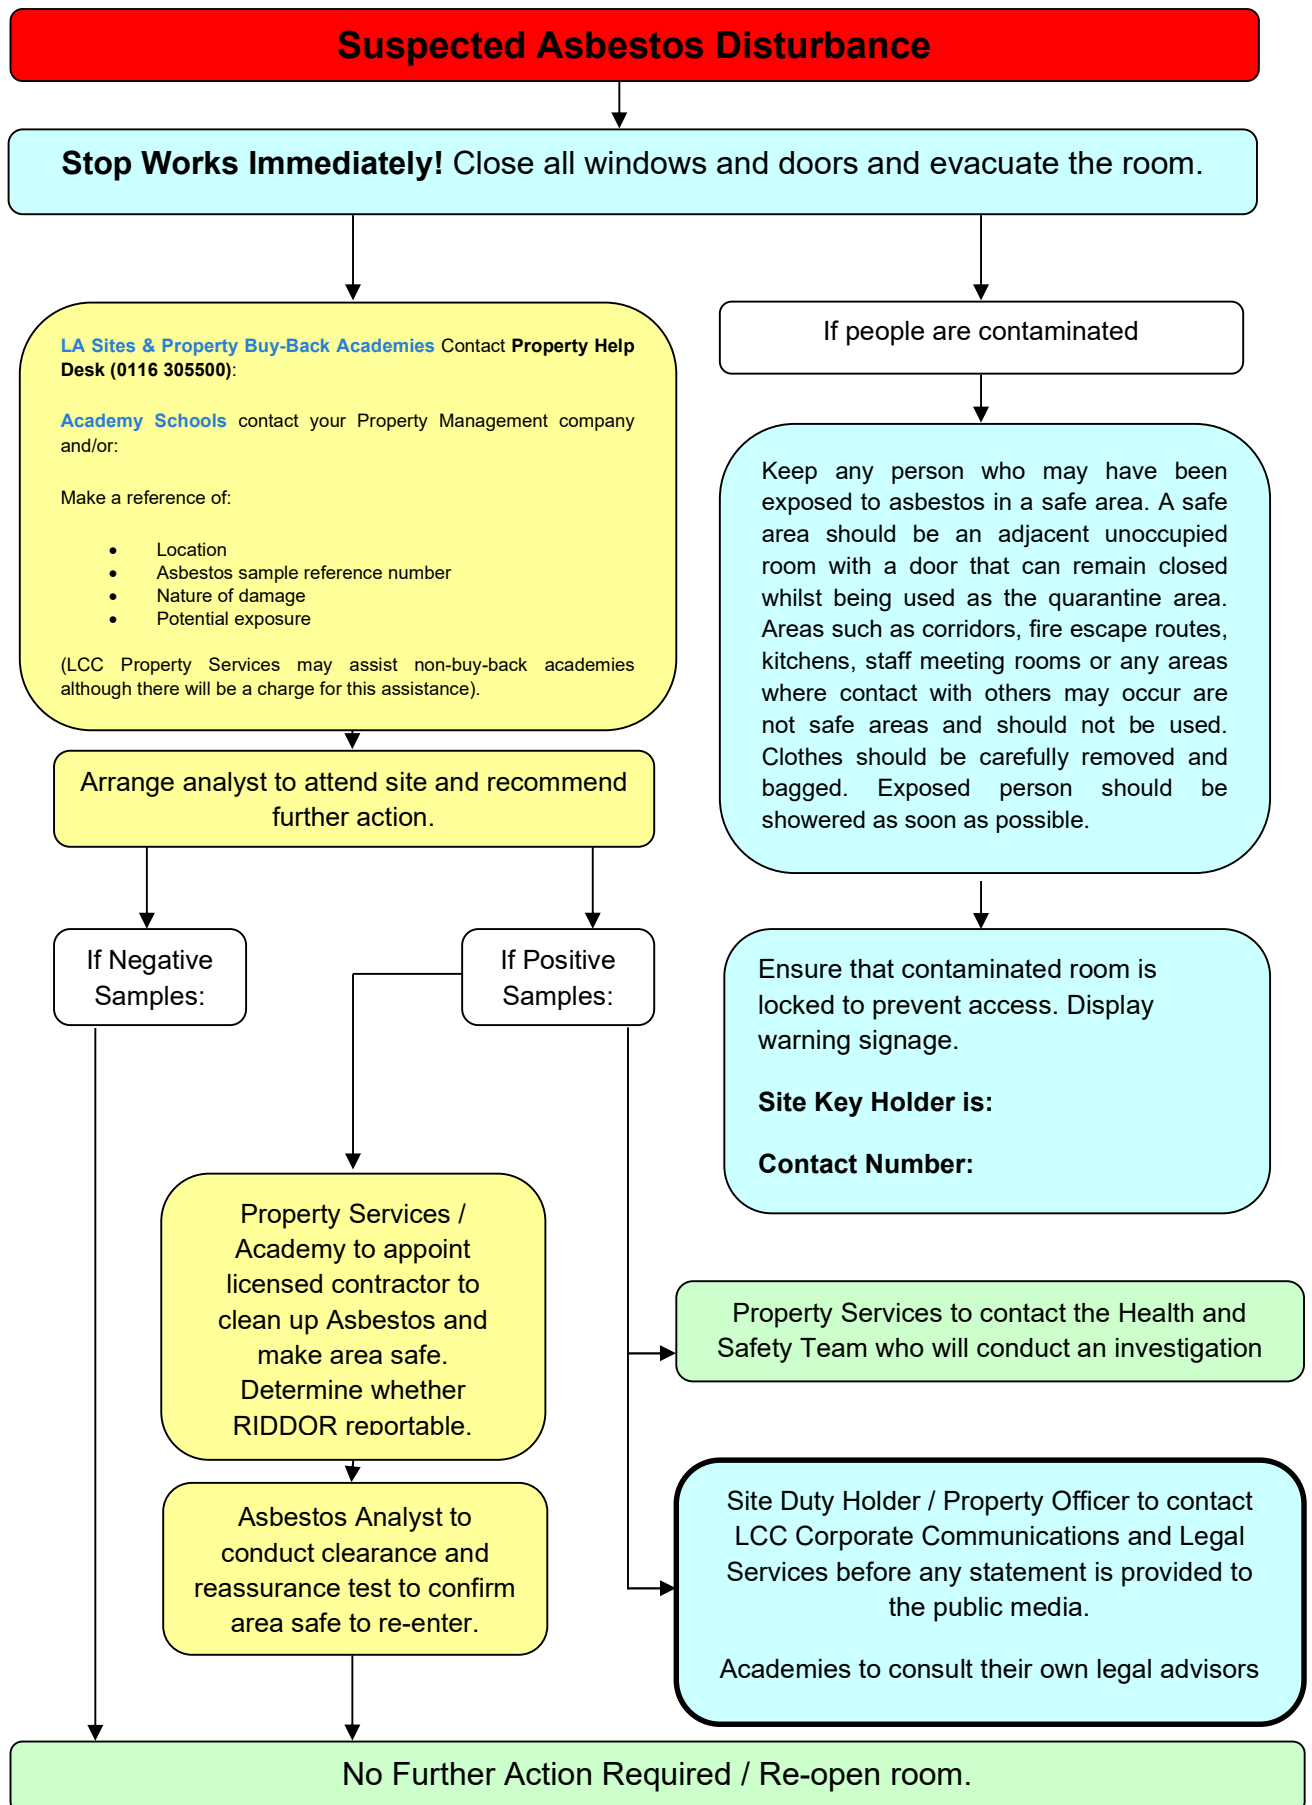 Suspected Asbestos Disturbance
Stop Works Immediately! Close all windows and doors and evacuate the room.
LA Sites & Property Buy-Back Academies Contact Property Help
Desk (0116 305500):
Academy Schools contact your Property Management company
and/or:
Make a reference of:
• Location
• Asbestos sample reference number
• Nature of damage
• Potential exposure
(LCC Property Services may assist non-buy-back academies
although there will be a charge for this assistance).
If people are contaminated
Keep any person who may have been
exposed to asbestos in a safe area. A safe
area should be an adjacent unoccupied
room with a door that can remain closed
whilst being used as the quarantine area.
Areas such as corridors, fire escape routes,
kitchens, staff meeting rooms or any areas
where contact with others may occur are
not safe areas and should not be used.
Clothes should be carefully removed and
bagged. Exposed person should be
showered as soon as possible.
Arrange analyst to attend site and recommend
further action.
If Negative
Samples:
If Positive
Samples:
Ensure that contaminated room is
locked to prevent access. Display
warning signage.
Site Key Holder is:
Contact Number:
Property Services /
Academy to appoint
licensed contractor to
clean up Asbestos and
make area safe.
Determine whether
RIDDOR reportable.
Property Services to contact the Health and
Safety Team who will conduct an investigation
Asbestos Analyst to
conduct clearance and
reassurance test to confirm
area safe to re-enter.
Site Duty Holder / Property Officer to contact
LCC Corporate Communications and Legal
Services before any statement is provided to
the public media.
Academies to consult their own legal advisors
No Further Action Required / Re-open room.